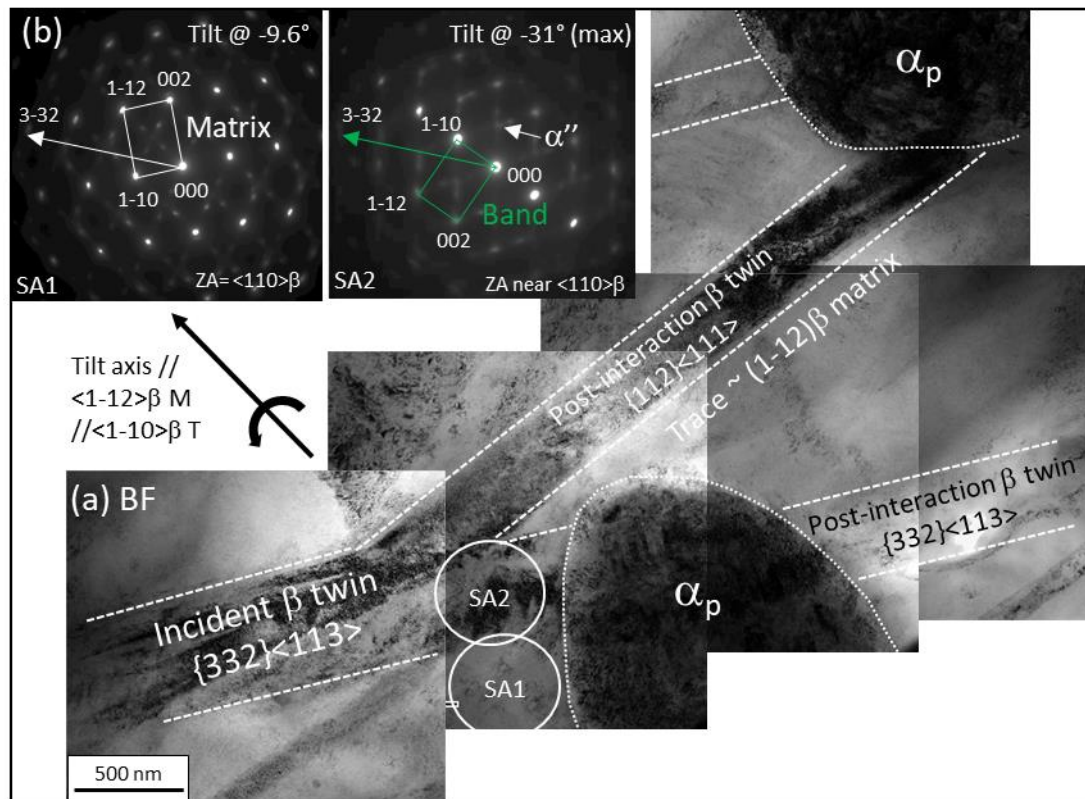 (b)
Tilt @ -9.6°
1-12
002
3-32
Matrix
1-10
000
SA1
ZA= <110>β
Tilt @ -31° (max)
3-32
1-10
α''
000
1-12
Band
002
SA2
ZA near <110>β
αp
Tilt axis //
<1-12>β M
//<1-10>β T
Post-interaction β twin
{112}<111>
Trace ~ (1-12)β matrix
(a) BF
Incident β twin
{332}<113>
SA2
SA1
αp
Post-interaction β twin
{332}<113>
500 nm